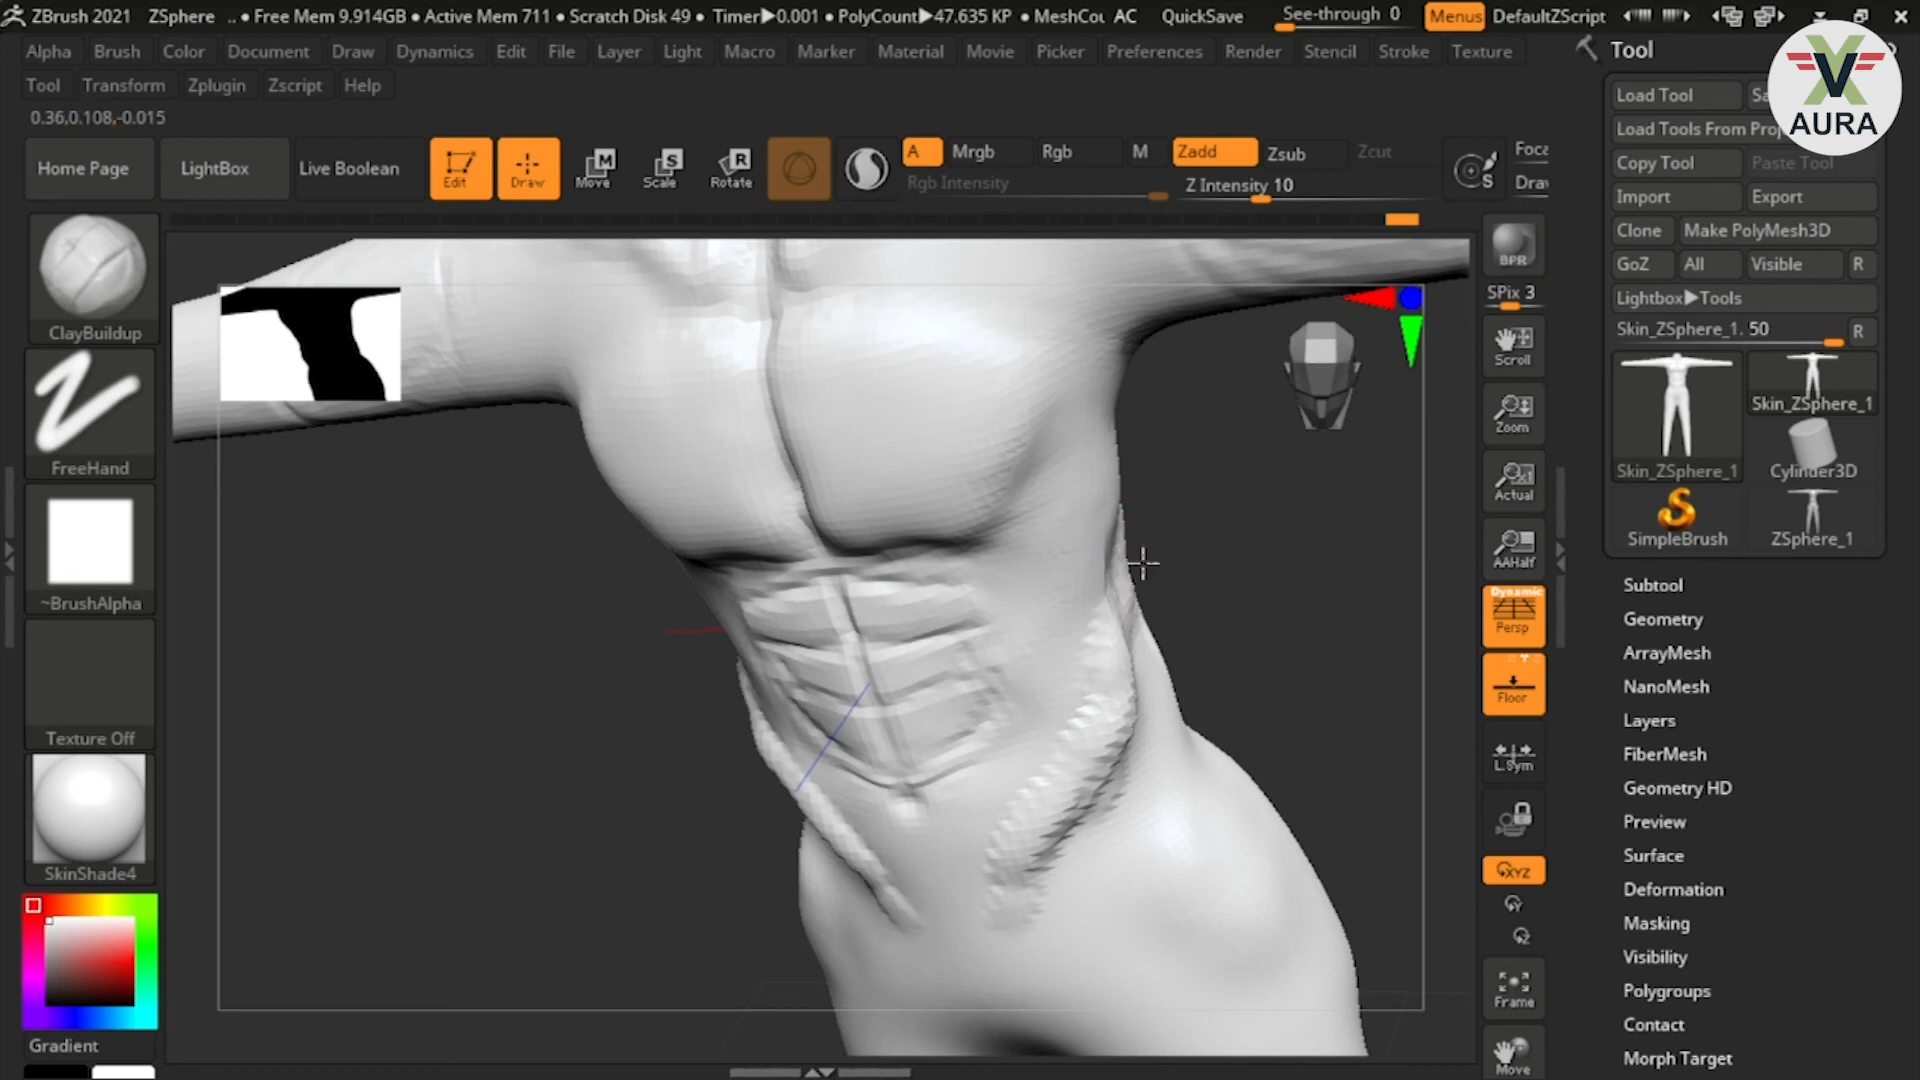 ZBrush 2021 ZSphere .. • Free Mem 9.914GB • Active Mem 711 • Scratch Disk 49 • Timer▶0.001 • PolyCount▶47.635 KP • MeshCou AC QuickSave See-through 0 Menus DefaultZScript
Alpha Brush Color Document Draw Dynamics Edit File Layer Light Macro Marker Material Movie Picker Preferences Render Stencil Stroke Texture
Tool Transform Zplugin Zscript Help
0.36,0.108,-0.015
Home Page LightBox Live Boolean Edit Draw Move Scale Rotate A Mrgb Rgb M Zadd Zsub Zcut Foca
M S R
Rgb Intensity Z Intensity 10 S Drav
ClayBuildup
FreeHand
~BrushAlpha
Texture Off
SkinShade4
Gradient
BPR
SPix 3
Scroll
Zoom
Actual
AAHalf
Dynamic
Persp
Floor
L.Sym
XYZ
Y
Z
Frame
Move
Tool
XV
AURA
Load Tool Sa
Load Tools From Proj
Copy Tool Paste Tool
Import Export
Clone Make PolyMesh3D
GoZ All Visible R
Lightbox▶Tools
Skin_ZSphere_1. 50 R
Skin_ZSphere_1
Skin_ZSphere_1 Cylinder3D
SimpleBrush ZSphere_1
Subtool
Geometry
ArrayMesh
NanoMesh
Layers
FiberMesh
Geometry HD
Preview
Surface
Deformation
Masking
Visibility
Polygroups
Contact
Morph Target